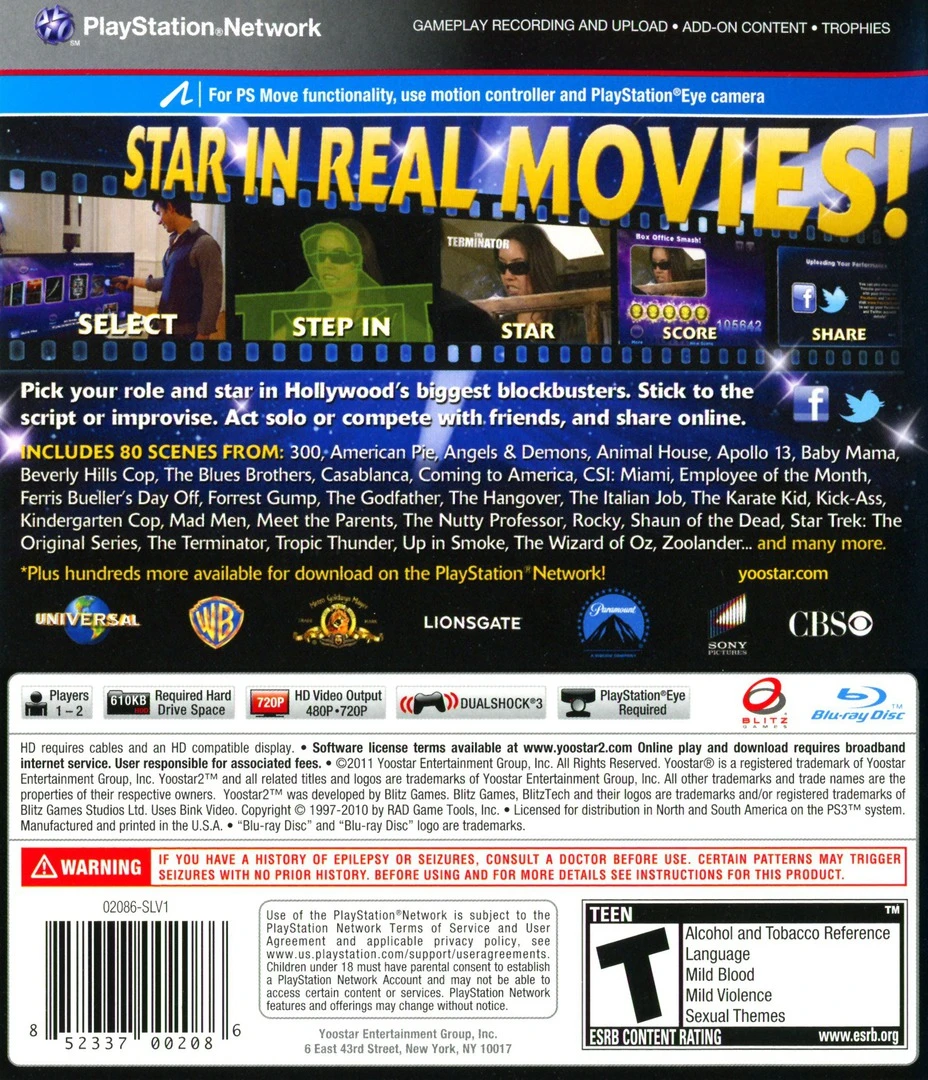 PlayStation®Network
SM
GAMEPLAY RECORDING AND UPLOAD • ADD-ON CONTENT • TROPHIES
For PS Move functionality, use motion controller and PlayStation®Eye camera
STAR IN REAL MOVIES!
SELECT
STEP IN
THE
TERMINATOR
STAR
Box Office Smash!
105642
SCORE
Uploading Your Performance
SHARE
Pick your role and star in Hollywood's biggest blockbusters. Stick to the
script or improvise. Act solo or compete with friends, and share online.
INCLUDES 80 SCENES FROM: 300, American Pie, Angels & Demons, Animal House, Apollo 13, Baby Mama,
Beverly Hills Cop, The Blues Brothers, Casablanca, Coming to America, CSI: Miami, Employee of the Month,
Ferris Bueller's Day Off, Forrest Gump, The Godfather, The Hangover, The Italian Job, The Karate Kid, Kick-Ass,
Kindergarten Cop, Mad Men, Meet the Parents, The Nutty Professor, Rocky, Shaun of the Dead, Star Trek: The
Original Series, The Terminator, Tropic Thunder, Up in Smoke, The Wizard of Oz, Zoolander... and many more.
*Plus hundreds more available for download on the PlayStation®Network!
yoostar.com
UNIVERSAL
WB
Metro Goldwyn Mayer
LIONSGATE
Paramount
SONY
PICTURES
CBS
Players
1 – 2
610KB
HDD
Required Hard
Drive Space
720P
HD Video Output
480P•720P
DUALSHOCK®3
PlayStation®Eye
Required
BLITZ
GAMES
Blu-ray Disc
TM
HD requires cables and an HD compatible display. • Software license terms available at www.yoostar2.com Online play and download requires broadband
internet service. User responsible for associated fees. • ©2011 Yoostar Entertainment Group, Inc. All Rights Reserved. Yoostar® is a registered trademark of Yoostar
Entertainment Group, Inc. Yoostar2™ and all related titles and logos are trademarks of Yoostar Entertainment Group, Inc. All other trademarks and trade names are the
properties of their respective owners. Yoostar2™ was developed by Blitz Games. Blitz Games, BlitzTech and their logos are trademarks and/or registered trademarks of
Blitz Games Studios Ltd. Uses Bink Video. Copyright © 1997-2010 by RAD Game Tools, Inc. • Licensed for distribution in North and South America on the PS3™ system.
Manufactured and printed in the U.S.A. • “Blu-ray Disc” and “Blu-ray Disc” logo are trademarks.
WARNING
IF YOU HAVE A HISTORY OF EPILEPSY OR SEIZURES, CONSULT A DOCTOR BEFORE USE. CERTAIN PATTERNS MAY TRIGGER
SEIZURES WITH NO PRIOR HISTORY. BEFORE USING AND FOR MORE DETAILS SEE INSTRUCTIONS FOR THIS PRODUCT.
02086-SLV1
8 52337 00208 6
Use of the PlayStation®Network is subject to the
PlayStation Network Terms of Service and User
Agreement and applicable privacy policy, see
www.us.playstation.com/support/useragreements.
Children under 18 must have parental consent to establish
a PlayStation Network Account and may not be able to
access certain content or services. PlayStation Network
features and offerings may change without notice.
Yoostar Entertainment Group, Inc.
6 East 43rd Street, New York, NY 10017
TEEN
TM
T
Alcohol and Tobacco Reference
Language
Mild Blood
Mild Violence
Sexual Themes
ESRB CONTENT RATING
www.esrb.org